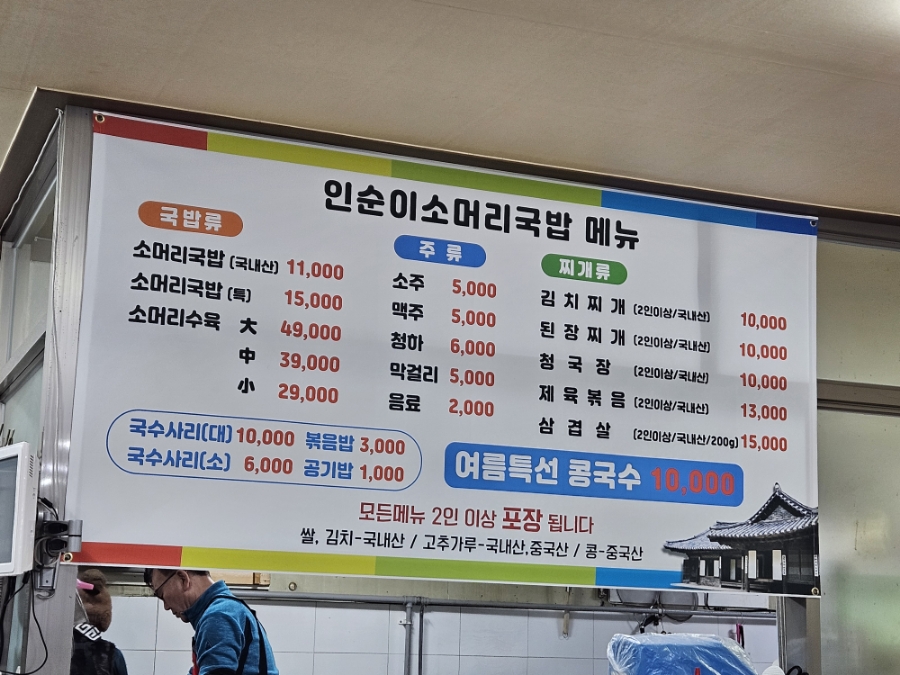 인순이소머리국밥 메뉴
국밥류
소머리국밥 (국내산) 11,000
소머리국밥 (특) 15,000
소머리수육 大 49,000
中 39,000
小 29,000
주류
소주 5,000
맥주 5,000
청하 6,000
막걸리 5,000
음료 2,000
찌개류
김치찌개 (2인이상/국내산) 10,000
된장찌개 (2인이상/국내산) 10,000
청국장 (2인이상/국내산) 10,000
제육볶음 (2인이상/국내산) 13,000
삼겹살 (2인이상/국내산/200g) 15,000
국수사리(대) 10,000 볶음밥 3,000
국수사리(소) 6,000 공기밥 1,000
여름특선 콩국수 10,000
모든메뉴 2인 이상 포장 됩니다
쌀, 김치-국내산 / 고추가루-국내산,중국산 / 콩-중국산